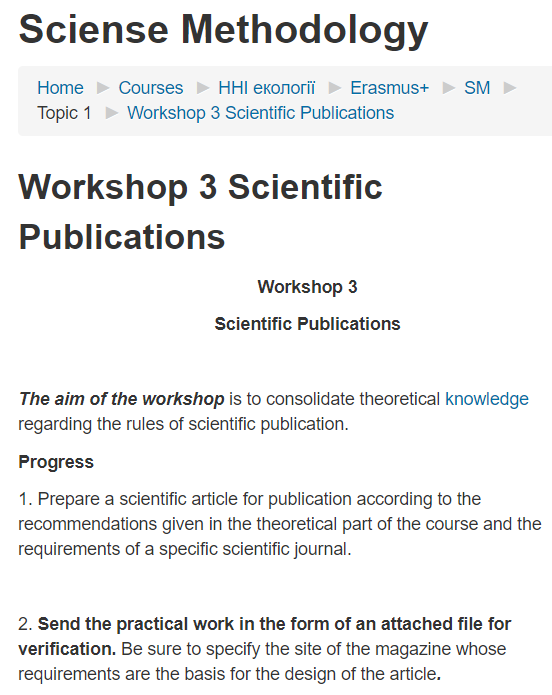 Sciense Methodology
Home ► Courses ► ННІ екології ► Erasmus+ ► SM ►
Topic 1 ► Workshop 3 Scientific Publications
Workshop 3 Scientific
Publications
Workshop 3
Scientific Publications
The aim of the workshop is to consolidate theoretical knowledge
regarding the rules of scientific publication.
Progress
1. Prepare a scientific article for publication according to the
recommendations given in the theoretical part of the course and the
requirements of a specific scientific journal.
2. Send the practical work in the form of an attached file for
verification. Be sure to specify the site of the magazine whose
requirements are the basis for the design of the article.